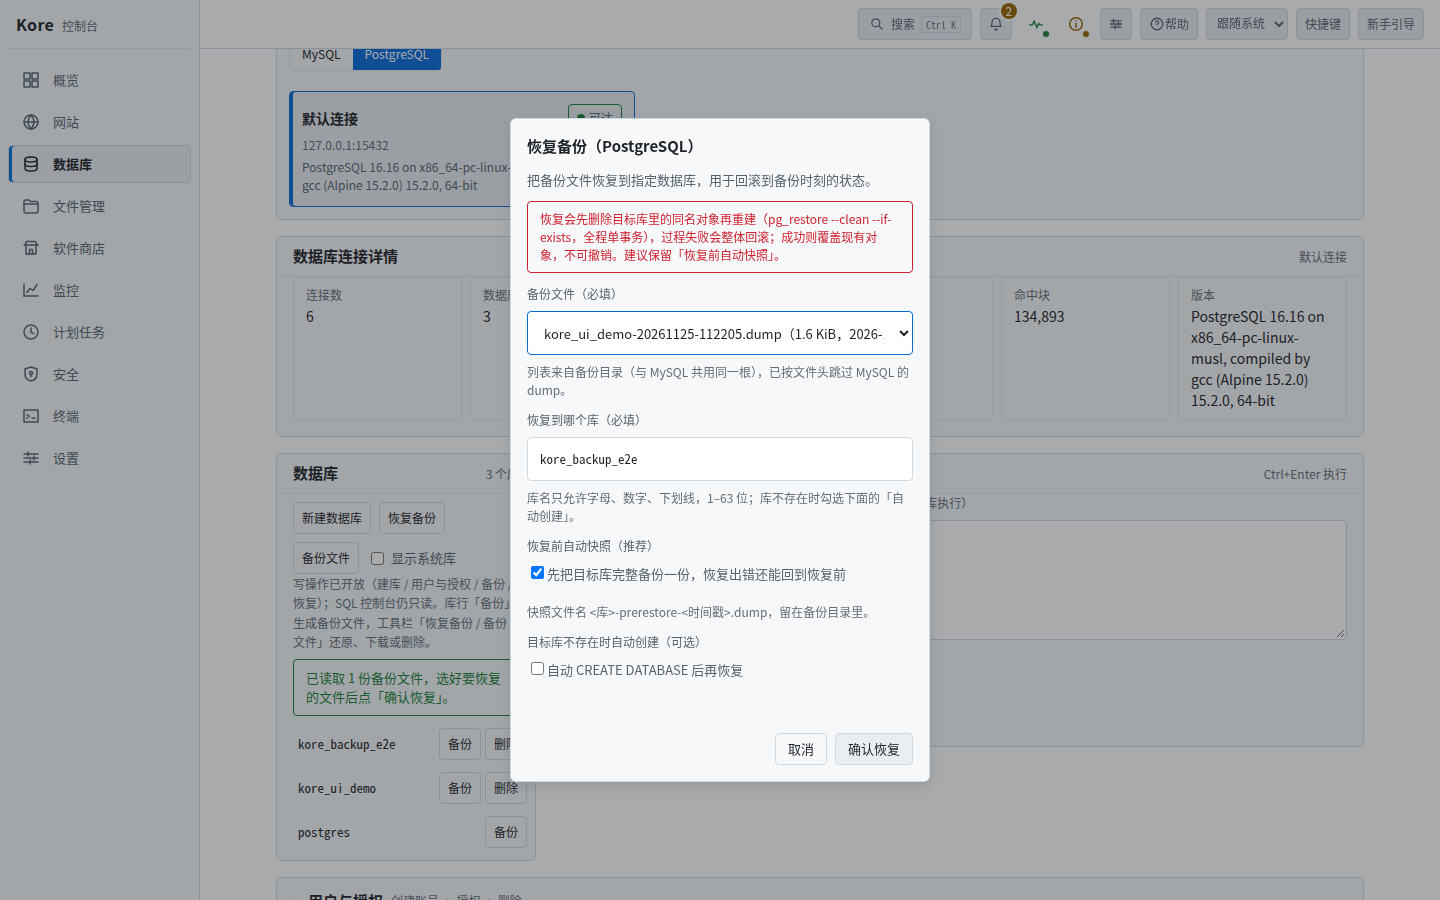 Kore 控制台
搜索 Ctrl K
2
帮助
跟随系统
快捷键
新手引导
概览
网站
数据库
文件管理
软件商店
监控
计划任务
安全
终端
设置
MySQL
PostgreSQL
默认连接
127.0.0.1:15432
PostgreSQL 16.16 on x86_64-pc-linux-
gcc (Alpine 15.2.0) 15.2.0, 64-bit
数据库连接详情
默认连接
连接数
6
数据库
3
命中块
134,893
版本
PostgreSQL 16.16 on
x86_64-pc-linux-
musl, compiled by
gcc (Alpine 15.2.0)
15.2.0, 64-bit
数据库
3 个
Ctrl+Enter 执行
新建数据库
恢复备份
备份文件
显示系统库
写操作已开放（建库 / 用户与授权 / 备份 /
恢复）；SQL 控制台仍只读。库行「备份」
生成备份文件，工具栏「恢复备份 / 备份
文件」还原、下载或删除。
已读取 1 份备份文件，选好要恢复
的文件后点「确认恢复」。
kore_backup_e2e
备份
删除
kore_ui_demo
备份
删除
postgres
备份
库执行）
恢复备份（PostgreSQL）
把备份文件恢复到指定数据库，用于回滚到备份时刻的状态。
恢复会先删除目标库里的同名对象再重建（pg_restore --clean --if-
exists，全程单事务），过程失败会整体回滚；成功则覆盖现有对
象，不可撤销。建议保留「恢复前自动快照」。
备份文件（必填）
kore_ui_demo-20261125-112205.dump（1.6 KiB，2026-
列表来自备份目录（与 MySQL 共用同一根），已按文件头跳过 MySQL 的
dump。
恢复到哪个库（必填）
kore_backup_e2e
库名只允许字母、数字、下划线，1–63 位；库不存在时勾选下面的「自
动创建」。
恢复前自动快照（推荐）
先把目标库完整备份一份，恢复出错还能回到恢复前
快照文件名 <库>-prerestore-<时间戳>.dump，留在备份目录里。
目标库不存在时自动创建（可选）
自动 CREATE DATABASE 后再恢复
取消
确认恢复
用户与授权